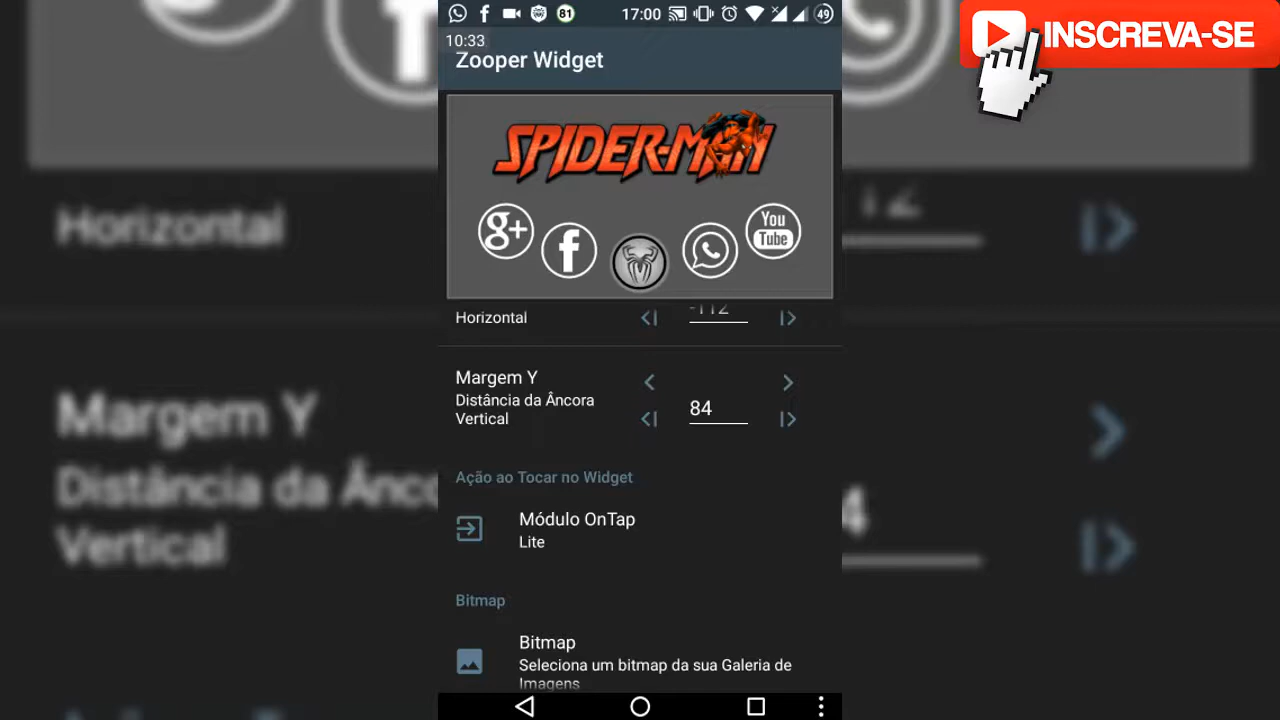 81 17:00 49
INSCREVA-SE
10:33
Zooper Widget
SPIDER-MAN
g+ f You Tube
Horizontal -112
Margem Y
Distância da Âncora
Vertical
84
Ação ao Tocar no Widget
Módulo OnTap
Lite
Bitmap
Bitmap
Seleciona um bitmap da sua Galeria de
Imagens